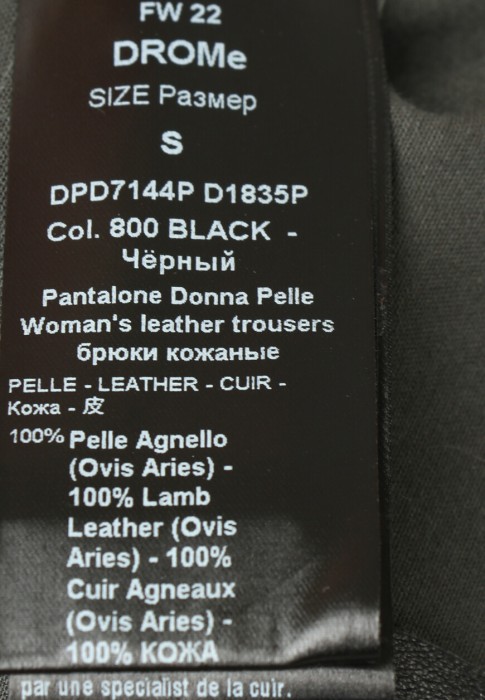 FW 22
DROMe
SIZE Размер
S
DPD7144P D1835P
Col. 800 BLACK -
Чёрный
Pantalone Donna Pelle
Woman's leather trousers
брюки кожаные
PELLE - LEATHER - CUIR -
Кожа - 皮
100% Pelle Agnello
(Ovis Aries) -
100% Lamb
Leather (Ovis
Aries) - 100%
Cuir Agneaux
(Ovis Aries) -
100% КОЖА
par une specialist de la cuir.